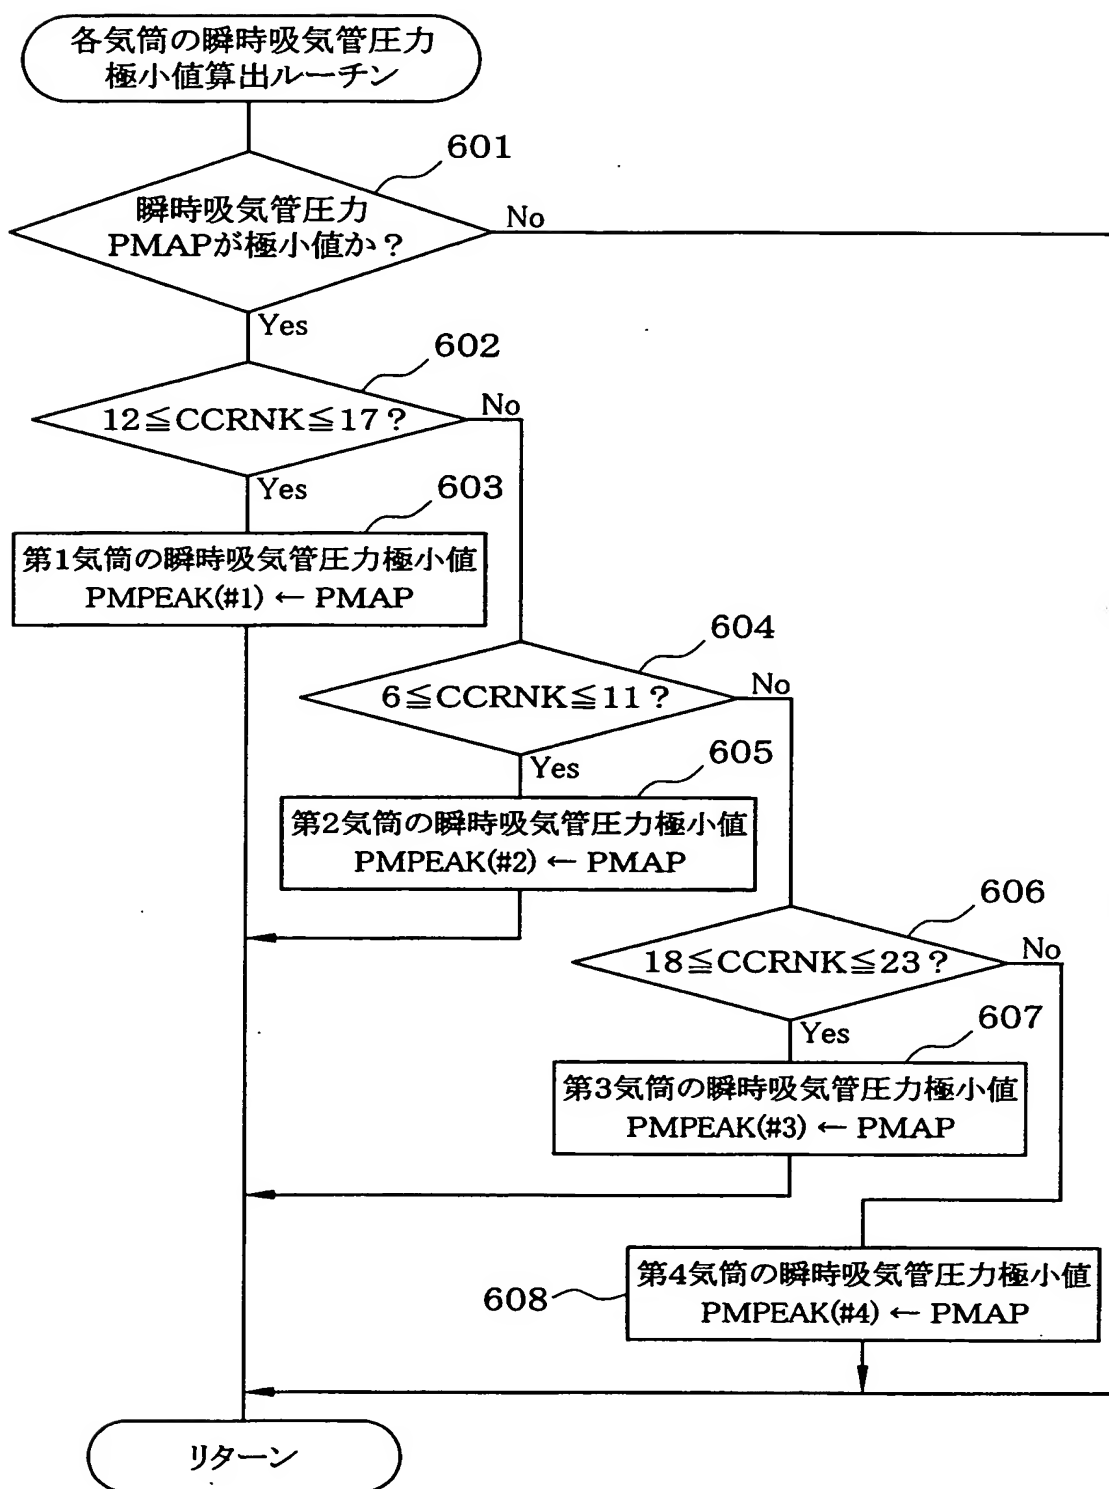 各気筒の瞬時吸気管圧力
極小値算出ルーチン
601
瞬時吸気管圧力
PMAPが極小値か？
No
Yes
602
12≦CCRNK≦17？
No
Yes
603
第1気筒の瞬時吸気管圧力極小値
PMPEAK(#1) ← PMAP
604
6≦CCRNK≦11？
No
Yes
605
第2気筒の瞬時吸気管圧力極小値
PMPEAK(#2) ← PMAP
606
18≦CCRNK≦23？
No
Yes
607
第3気筒の瞬時吸気管圧力極小値
PMPEAK(#3) ← PMAP
608
第4気筒の瞬時吸気管圧力極小値
PMPEAK(#4) ← PMAP
リターン